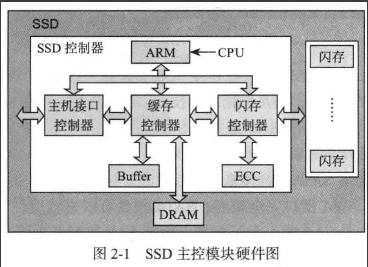 SSD
SSD 控制器
ARM
CPU
主机接口
控制器
缓存
控制器
闪存
控制器
闪存
……
闪存
Buffer
ECC
DRAM
图 2-1 SSD 主控模块硬件图